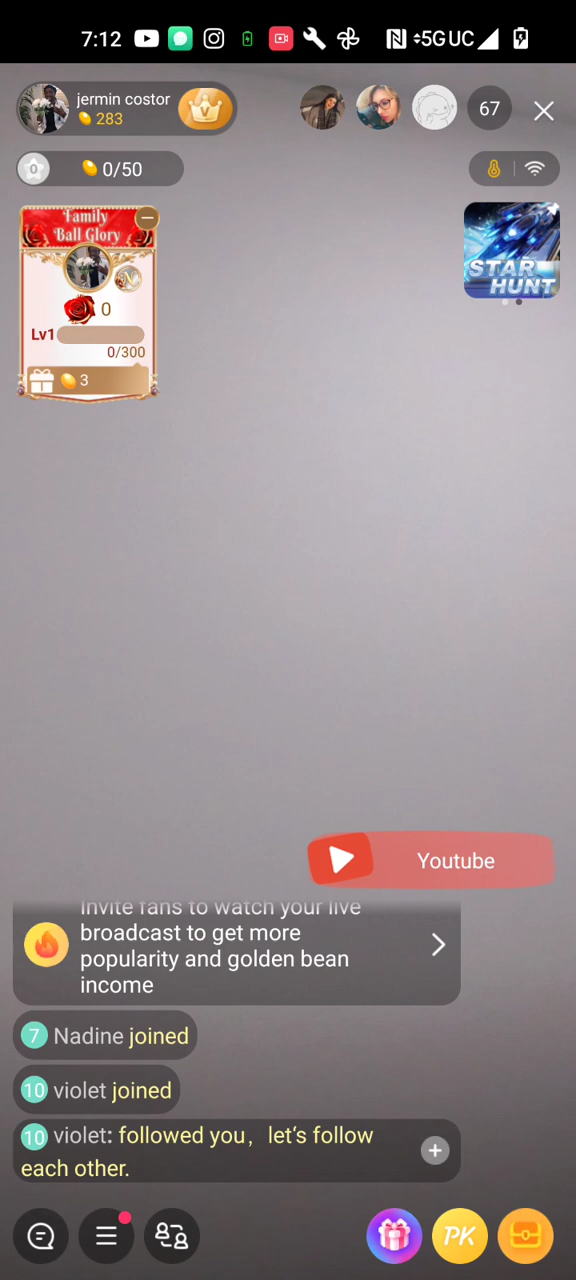 7:12
5G UC
jermin costor
283
V
67
0
0/50
Family
Ball Glory
0
Lv1
0/300
3
STAR
HUNT
Youtube
Invite fans to watch your live
broadcast to get more
popularity and golden bean
income
7 Nadine joined
10 violet joined
10 violet: followed you, let's follow
each other.
PK